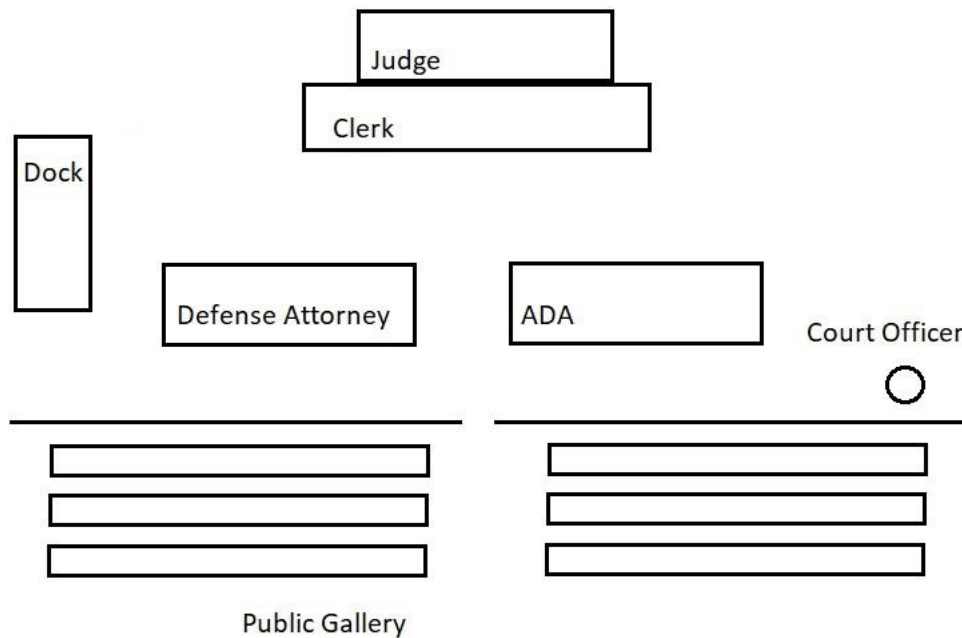 Judge
Clerk
Dock
Defense Attorney
ADA
Court Officer
Public Gallery